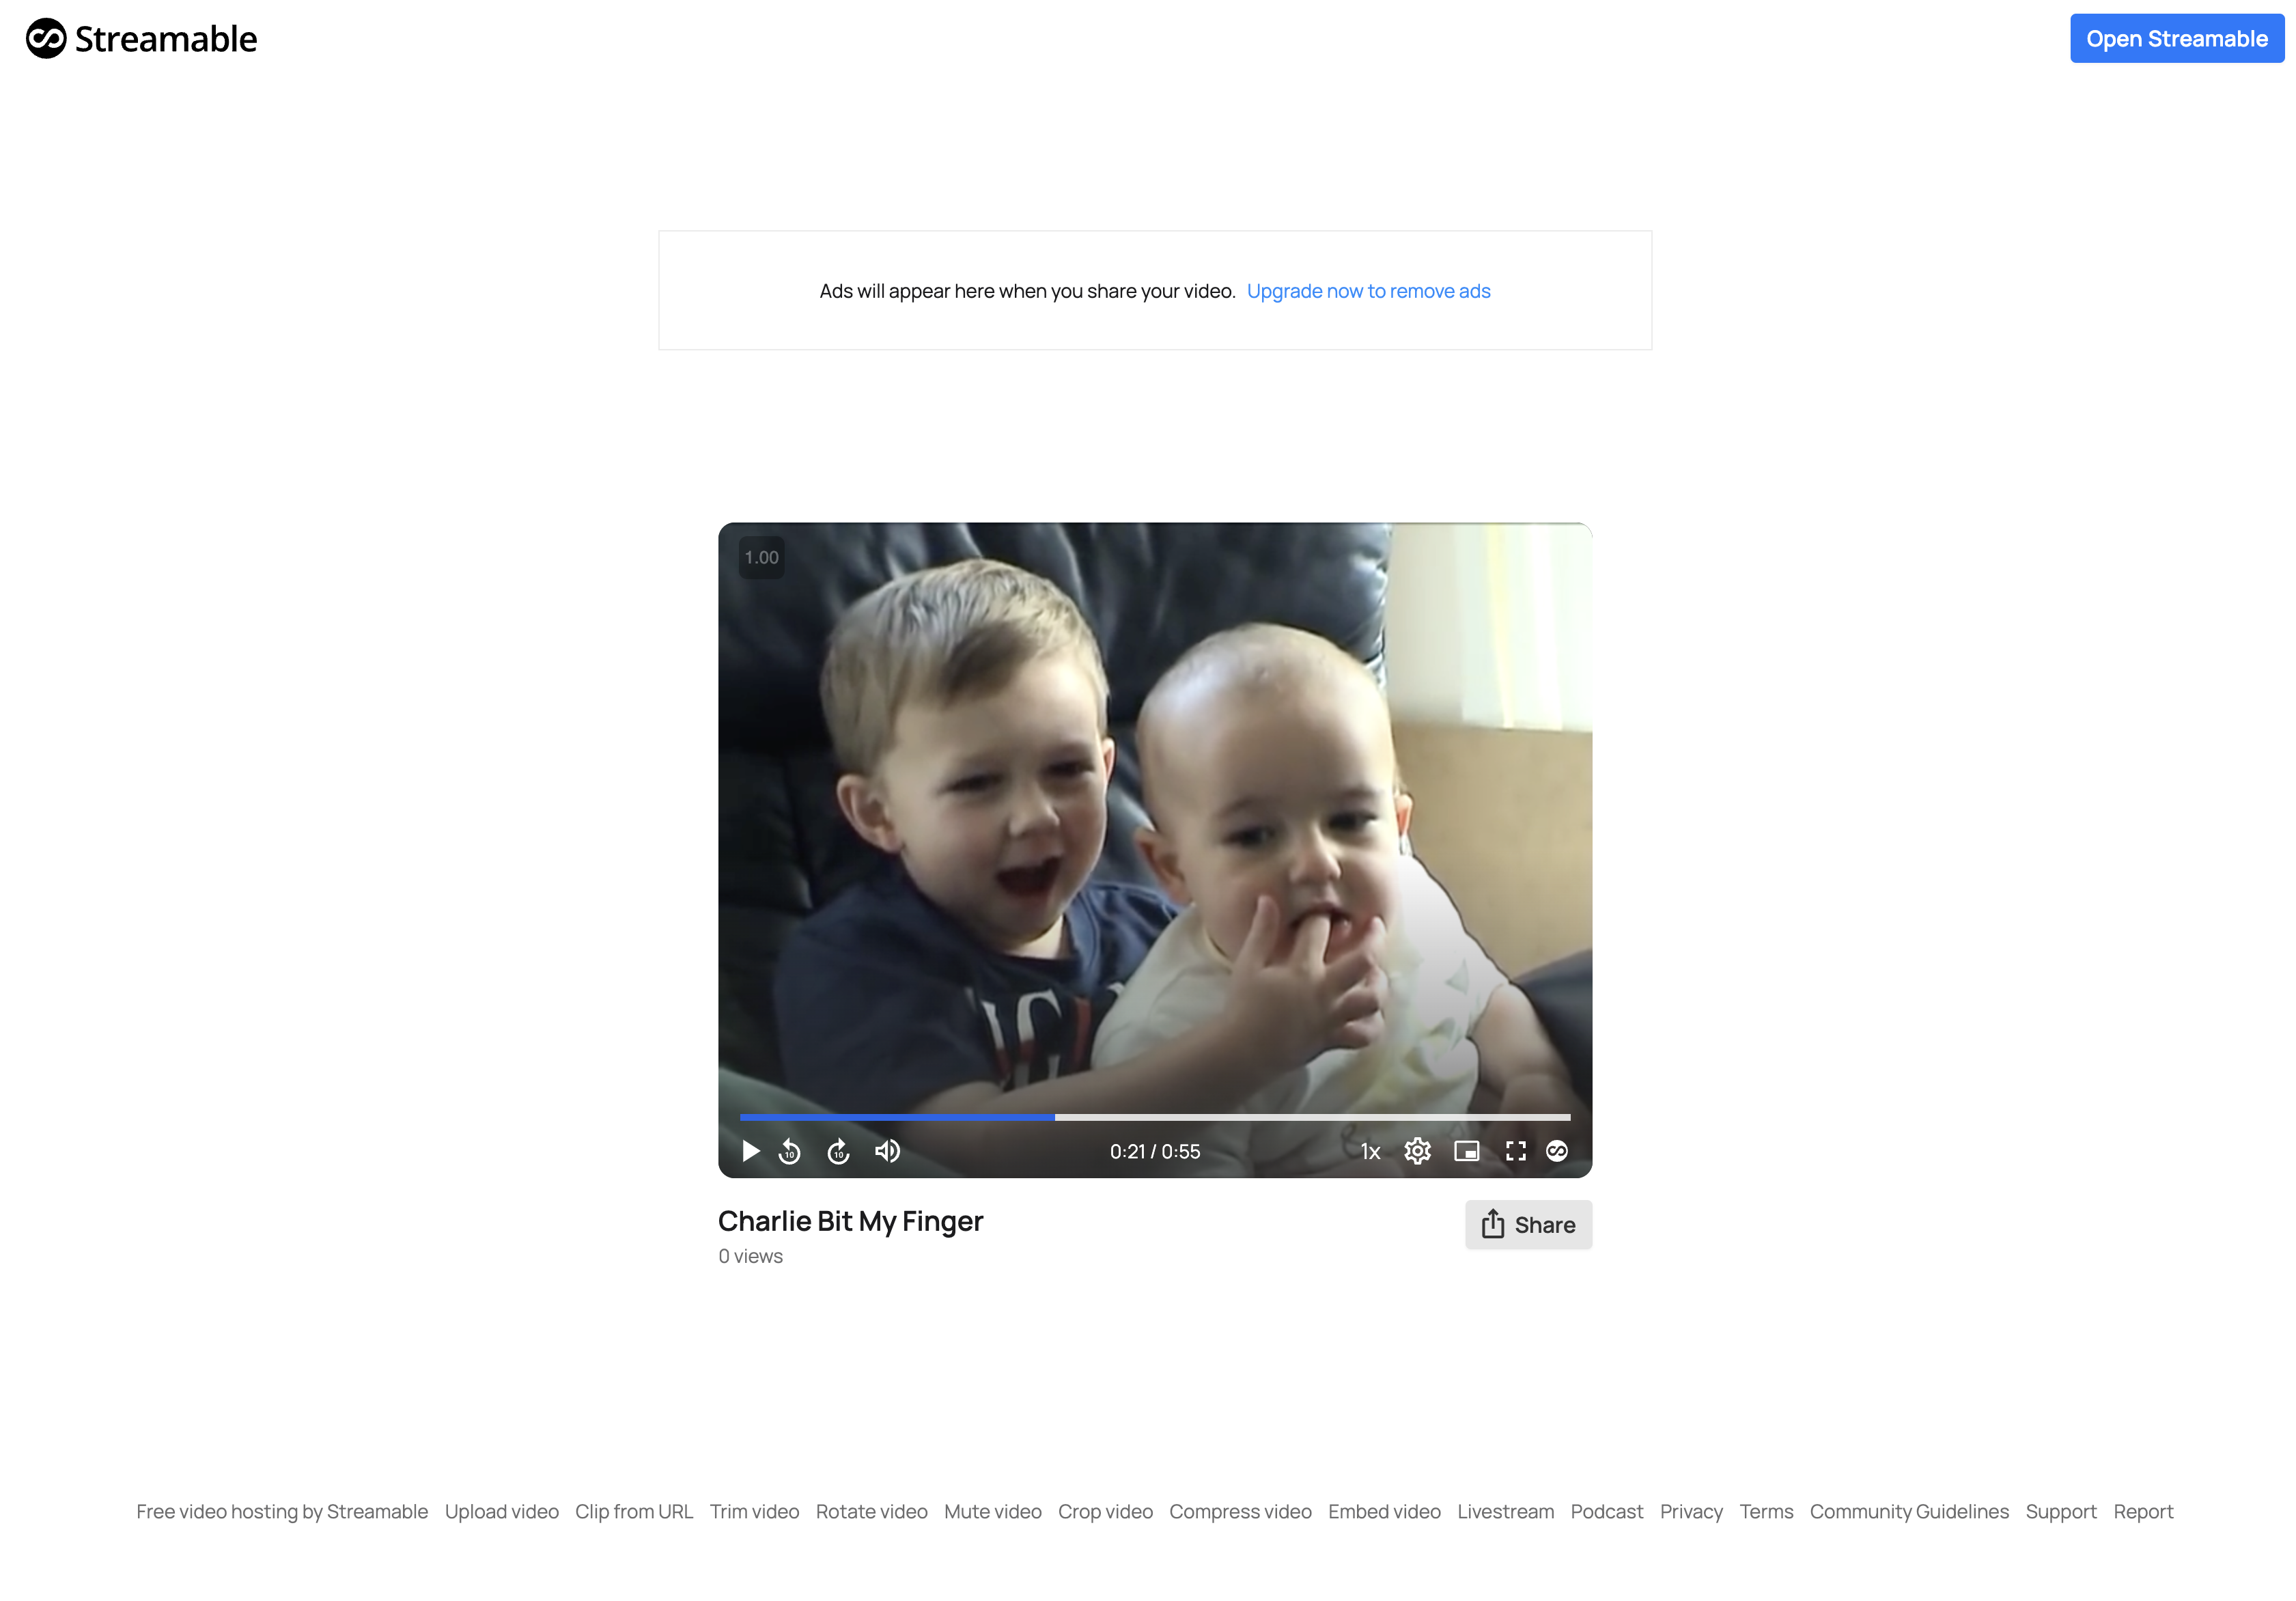 Streamable
Open Streamable
Ads will appear here when you share your video. Upgrade now to remove ads
1.00
10 10 0:21 / 0:55 1x
Charlie Bit My Finger
Share
0 views
Free video hosting by Streamable Upload video Clip from URL Trim video Rotate video Mute video Crop video Compress video Embed video Livestream Podcast Privacy Terms Community Guidelines Support Report